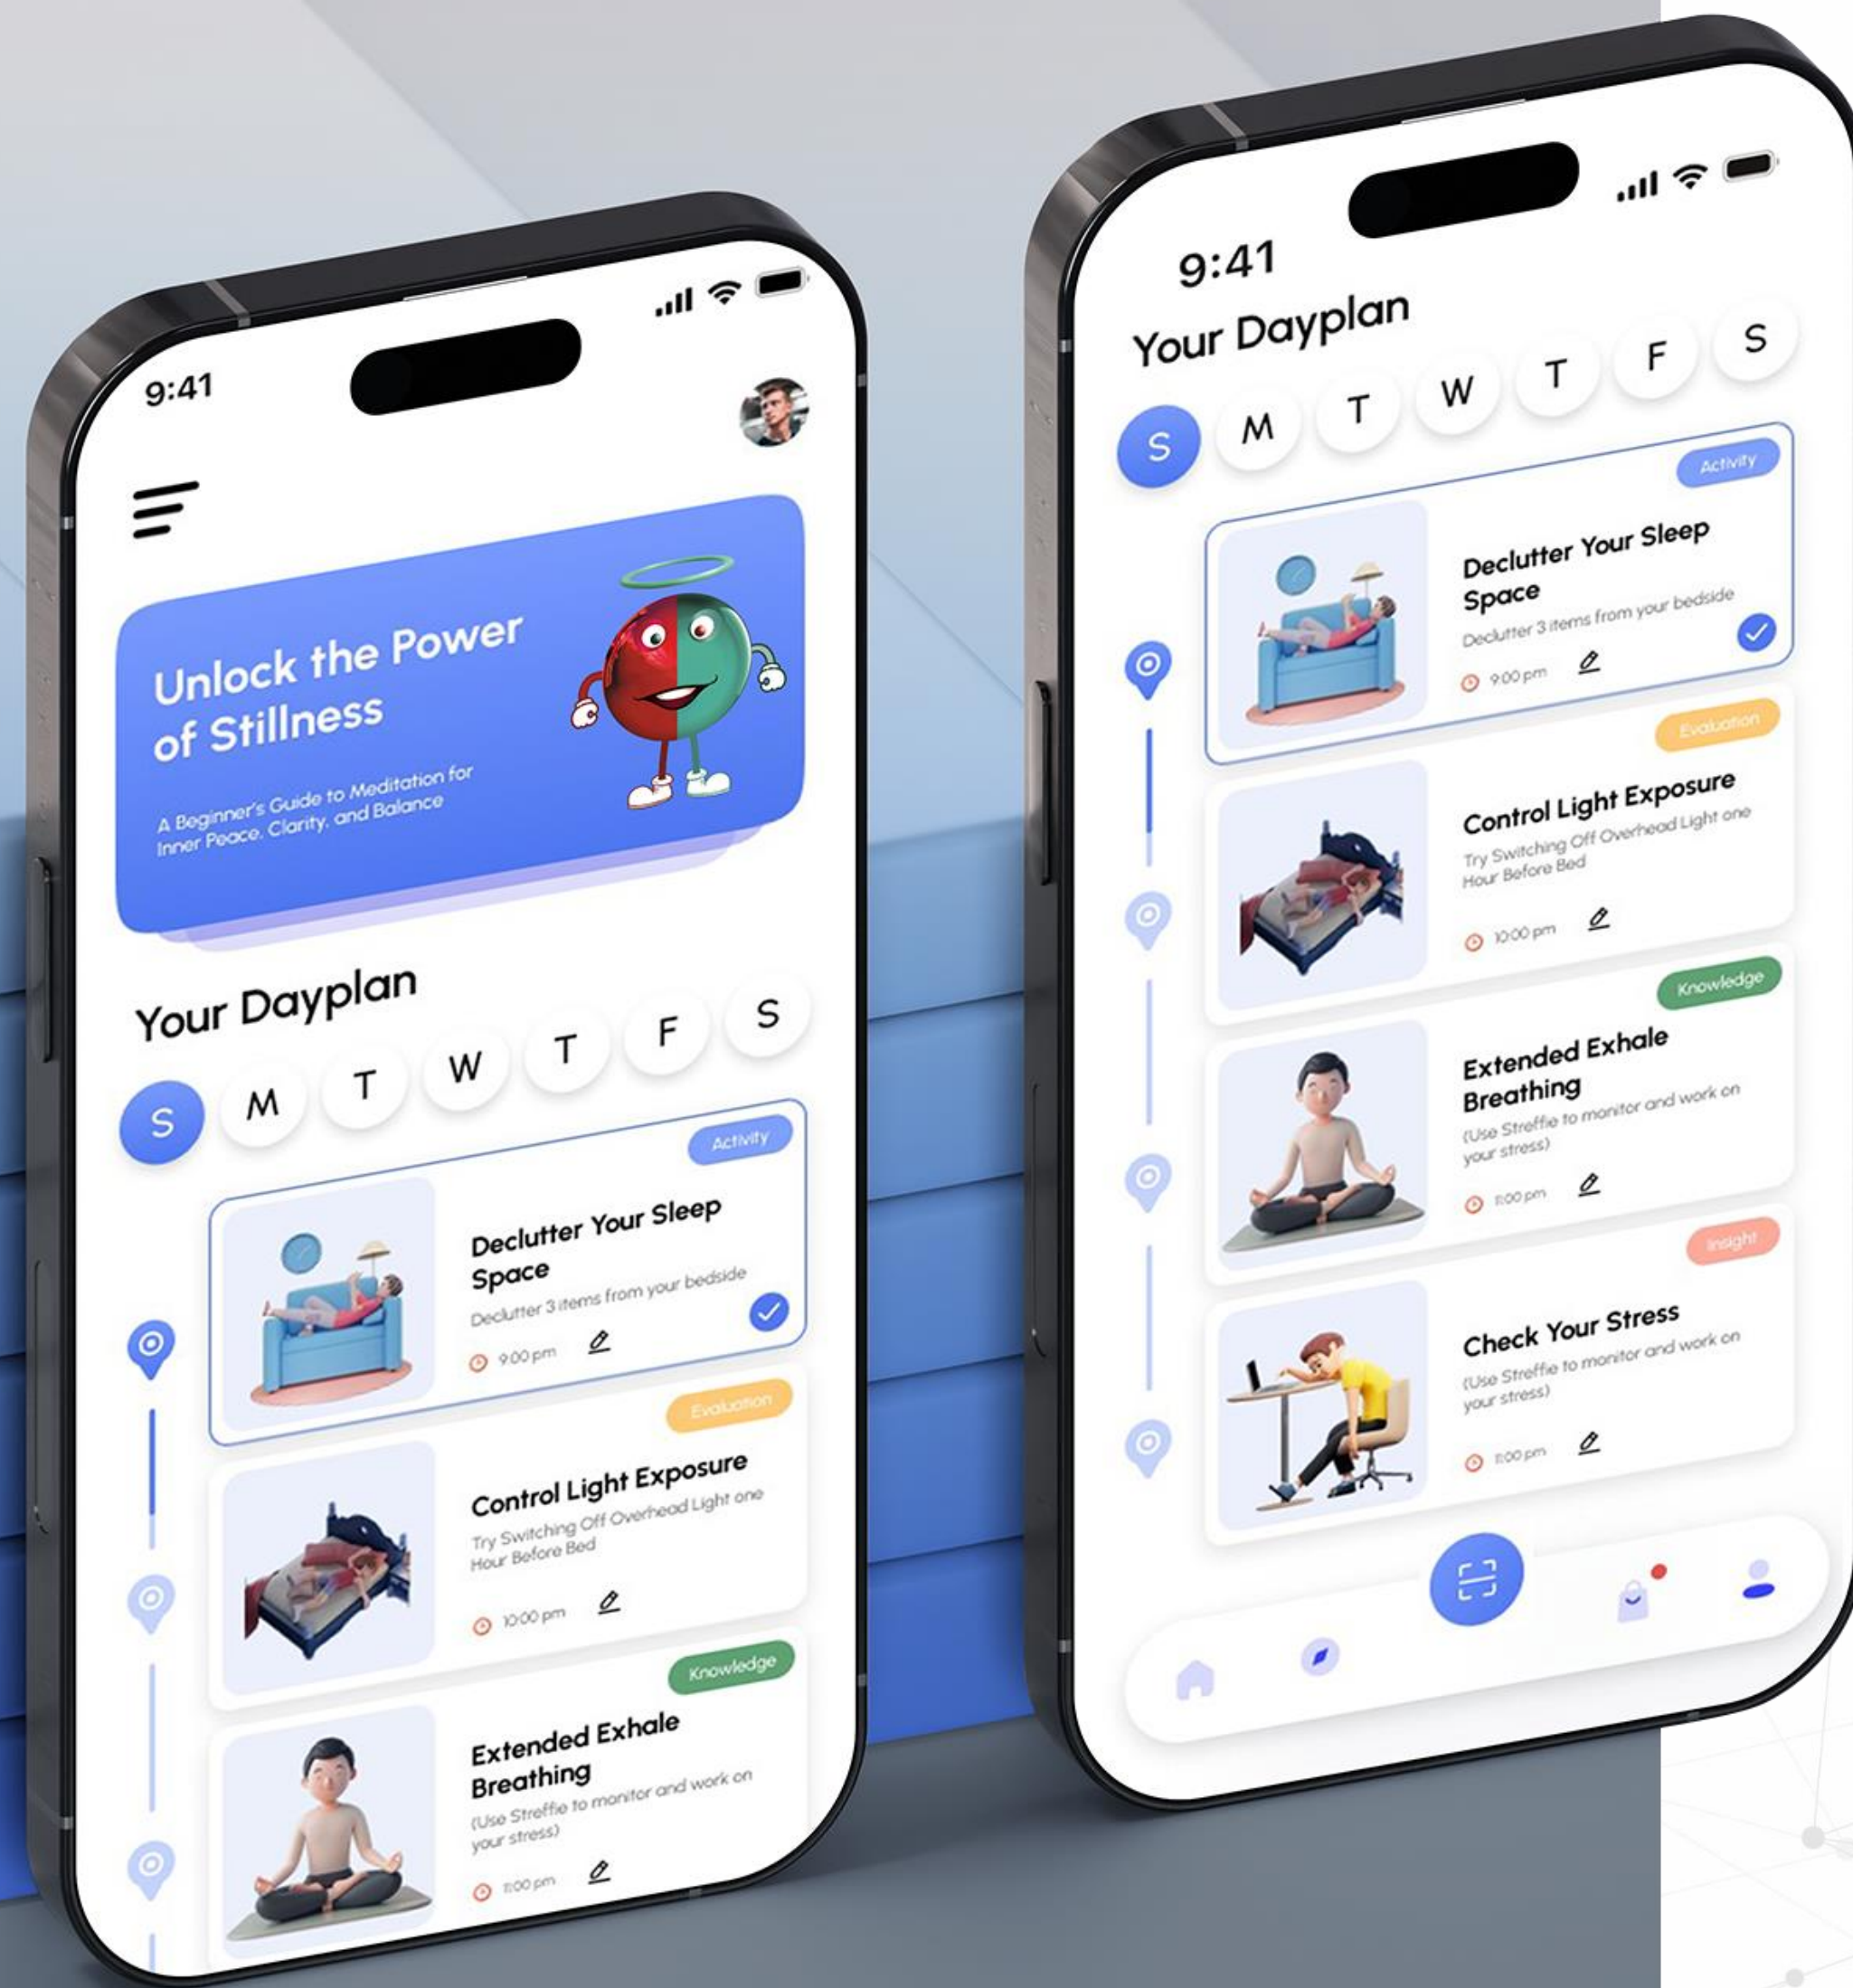 9:41
Unlock the Power
of Stillness
A Beginner's Guide to Meditation for
Inner Peace, Clarity, and Balance
Your Dayplan
S M T W T F S
Activity
Declutter Your Sleep
Space
Declutter 3 items from your bedside
9:00 pm
Evaluation
Control Light Exposure
Try Switching Off Overhead Light one
Hour Before Bed
10:00 pm
Knowledge
Extended Exhale
Breathing
(Use Streffie to monitor and work on
your stress)
11:00 pm
9:41
Your Dayplan
S M T W T F S
Activity
Declutter Your Sleep
Space
Declutter 3 items from your bedside
9:00 pm
Evaluation
Control Light Exposure
Try Switching Off Overhead Light one
Hour Before Bed
10:00 pm
Knowledge
Extended Exhale
Breathing
(Use Streffie to monitor and work on
your stress)
11:00 pm
Insight
Check Your Stress
(Use Streffie to monitor and work on
your stress)
11:00 pm